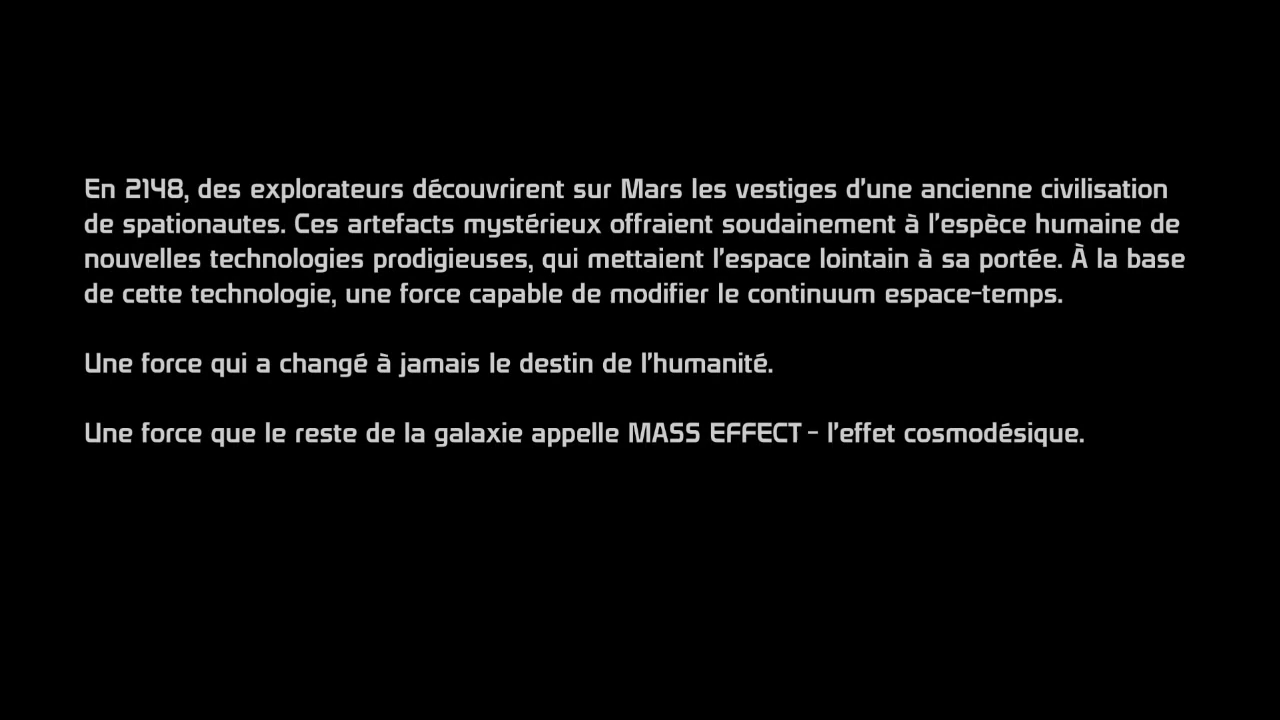 En 2148, des explorateurs découvrirent sur Mars les vestiges d'une ancienne civilisation
de spationautes. Ces artefacts mystérieux offraient soudainement à l'espèce humaine de
nouvelles technologies prodigieuses, qui mettaient l'espace lointain à sa portée. À la base
de cette technologie, une force capable de modifier le continuum espace-temps.
Une force qui a changé à jamais le destin de l'humanité.
Une force que le reste de la galaxie appelle MASS EFFECT - l'effet cosmodésique.